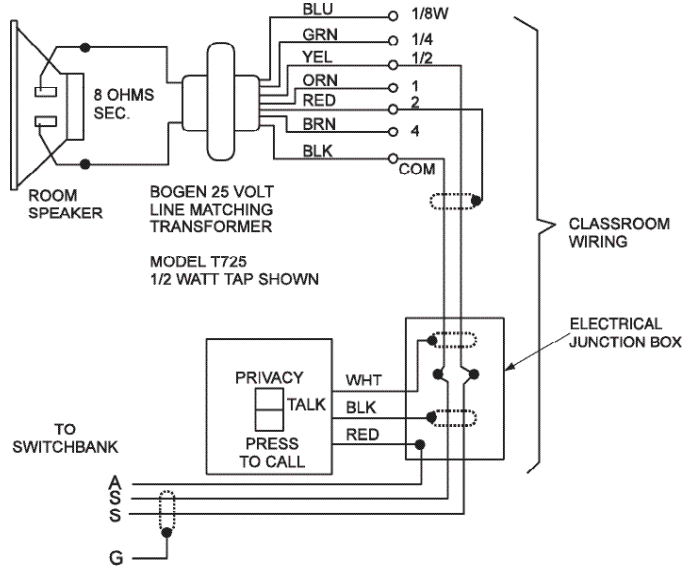 BLU
1/8W
GRN
1/4
YEL
1/2
ORN
1
RED
2
BRN
4
BLK
COM
8 OHMS
SEC.
ROOM
SPEAKER
BOGEN 25 VOLT
LINE MATCHING
TRANSFORMER
MODEL T725
1/2 WATT TAP SHOWN
CLASSROOM
WIRING
ELECTRICAL
JUNCTION BOX
PRIVACY
TALK
PRESS
TO CALL
WHT
BLK
RED
TO
SWITCHBANK
A
S
S
G